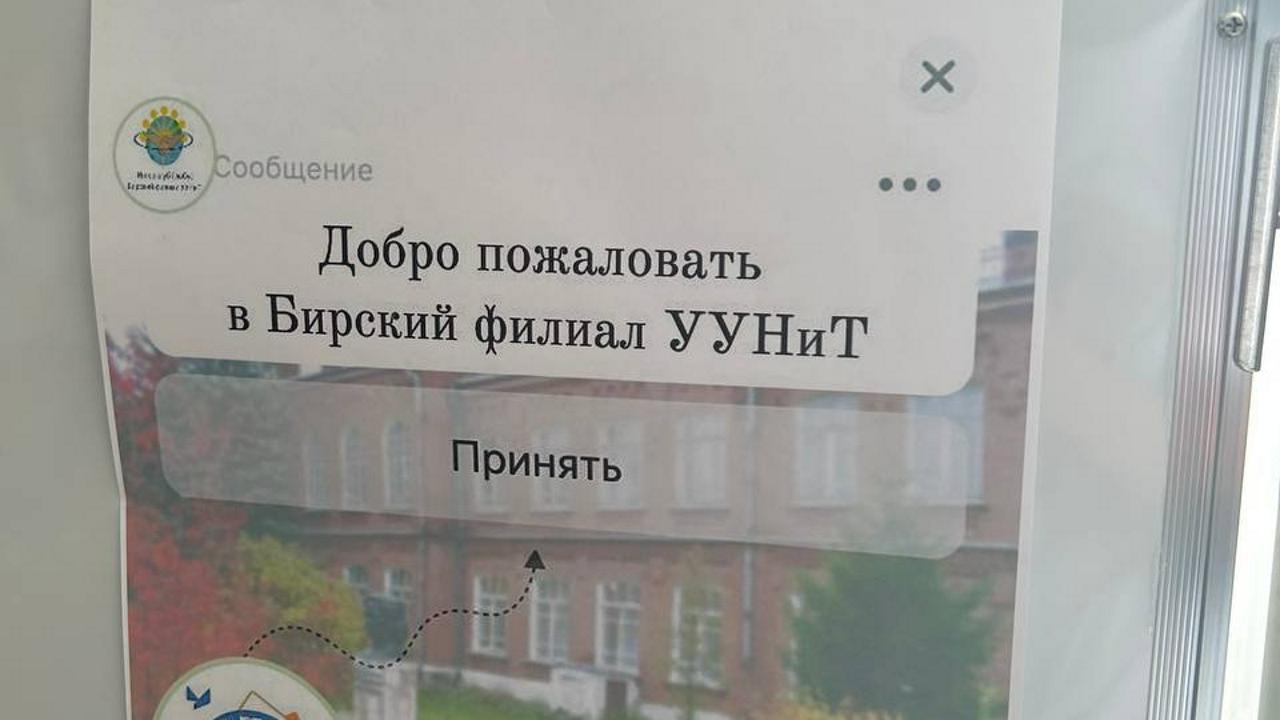 Сообщение
Добро пожаловать
в Бирский филиал УУНиТ
Принять